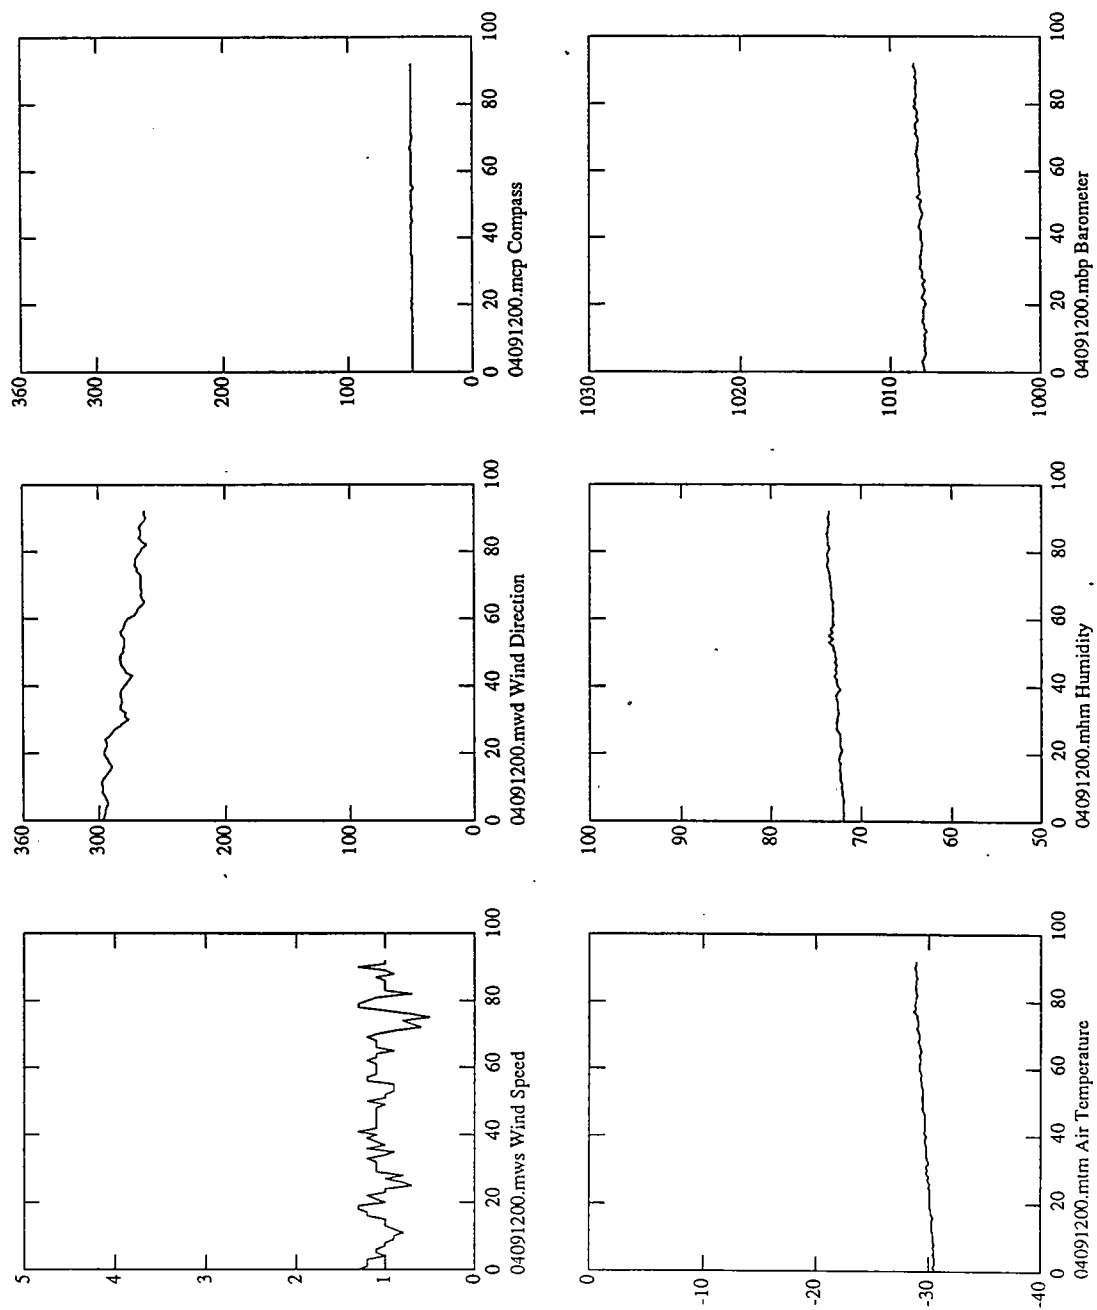 5
4
3
2
1
0
0 20 40 60 80 100
04091200.mws Wind Speed
360
300
200
100
0
0 20 40 60 80 100
04091200.mwd Wind Direction
360
300
200
100
0
0 20 40 60 80 100
04091200.mcp Compass
0
-10
-20
-30
-40
0 20 40 60 80 100
04091200.mtm Air Temperature
100
90
80
70
60
50
0 20 40 60 80 100
04091200.mhm Humidity
1030
1020
1010
1000
0 20 40 60 80 100
04091200.mbp Barometer